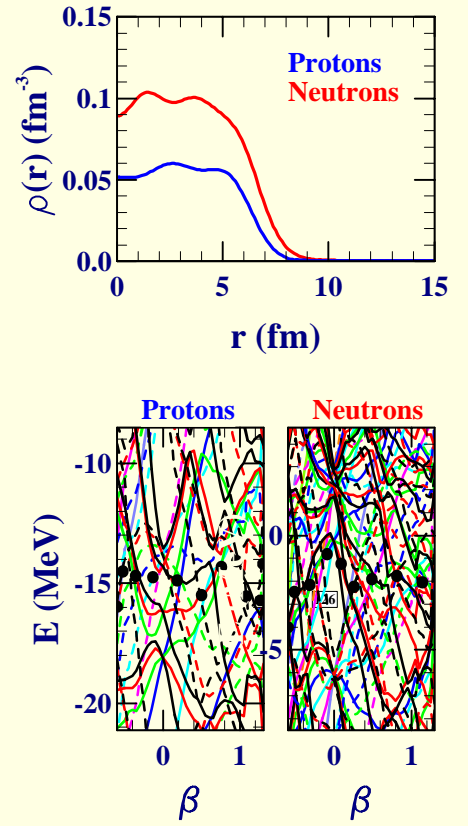 0.15
0.1
0.05
0.0
ρ(r) (fm⁻³)
Protons
Neutrons
0 5 10 15
r (fm)
Protons Neutrons
-10
-15
-20
E (MeV)
0
-5
0 1 0 1
β β